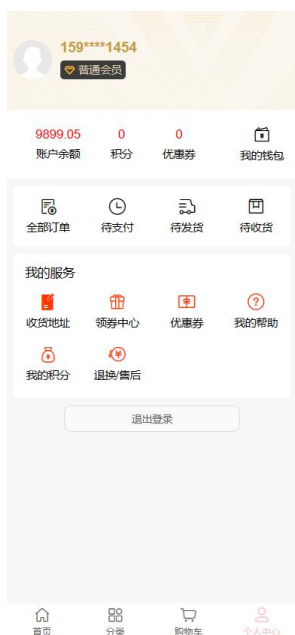 159****1454
普通会员
9899.05 0 0
账户余额 积分 优惠券 我的钱包
全部订单 待支付 待发货 待收货
我的服务
收货地址 领券中心 优惠券 我的帮助
我的积分 退换/售后
退出登录
首页 分类 购物车 个人中心